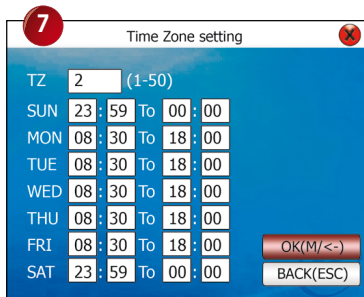 7
Time Zone setting
X
TZ 2 (1-50)
SUN 23 : 59 To 00 : 00
MON 08 : 30 To 18 : 00
TUE 08 : 30 To 18 : 00
WED 08 : 30 To 18 : 00
THU 08 : 30 To 18 : 00
FRI 08 : 30 To 18 : 00
OK(M/<-)
SAT 23 : 59 To 00 : 00
BACK(ESC)